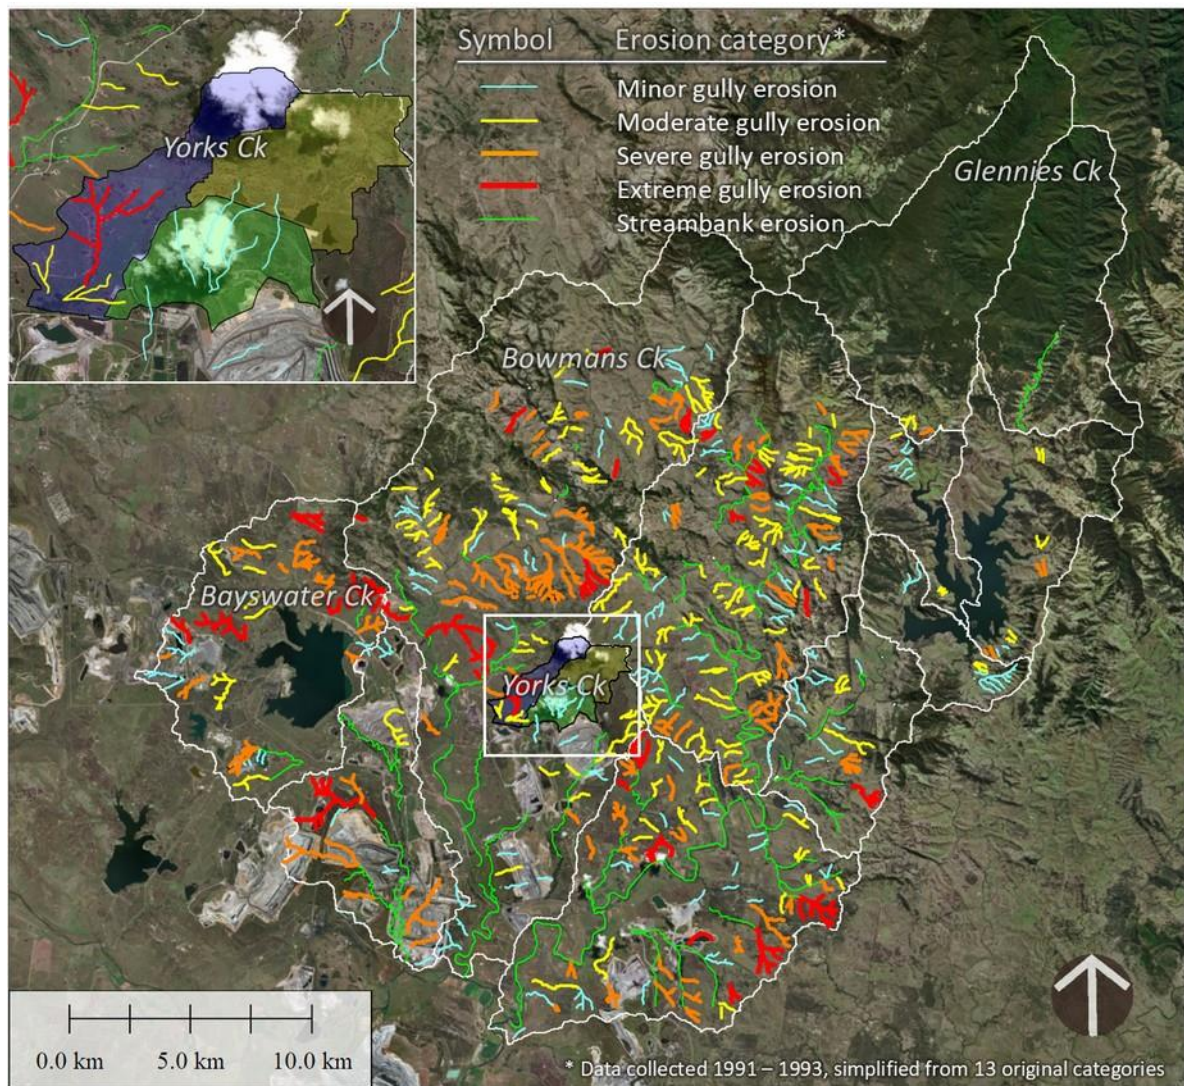 Symbol Erosion category*
Minor gully erosion
Moderate gully erosion
Severe gully erosion
Extreme gully erosion
Streambank erosion
Yorks Ck
Glennies Ck
Bowmans Ck
Bayswater Ck
Yorks Ck
0.0 km 5.0 km 10.0 km
* Data collected 1991 – 1993, simplified from 13 original categories